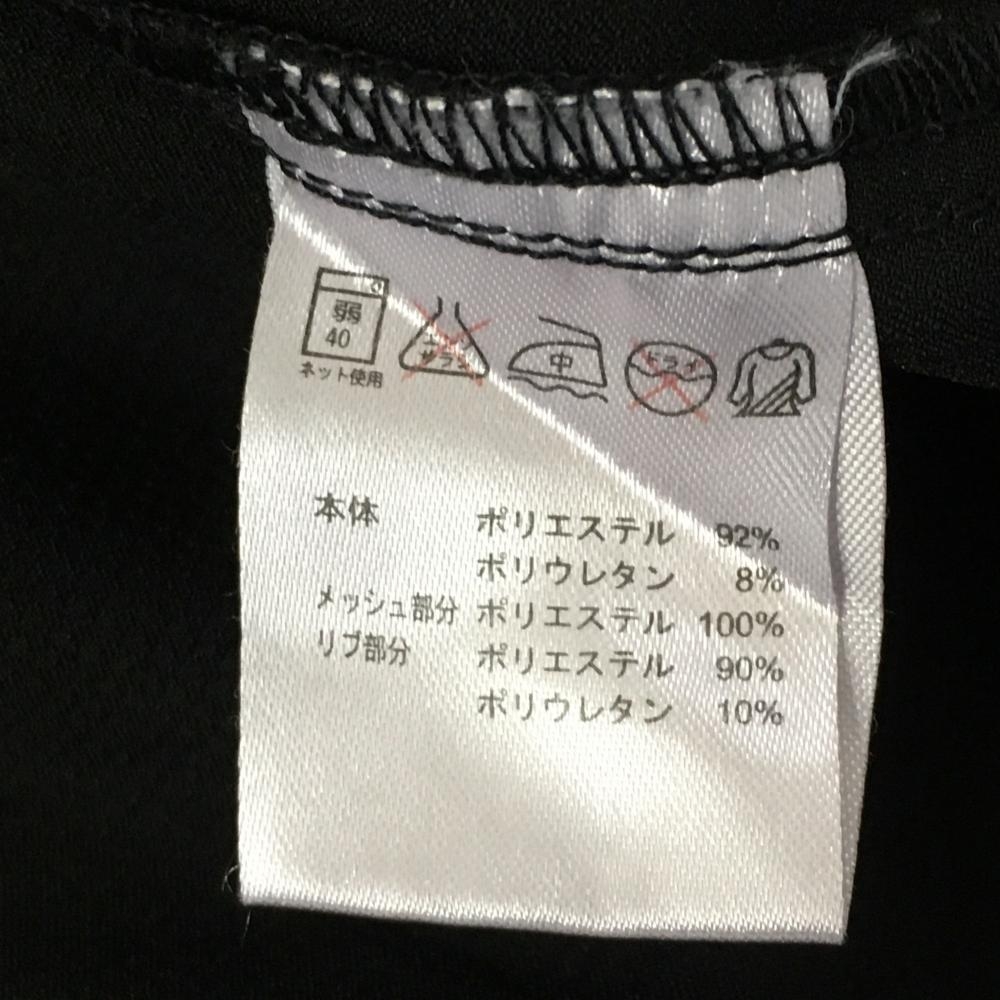 弱
40
ネット使用
エンソ
サラシ
中
ドライ
本体 ポリエステル 92%
ポリウレタン 8%
メッシュ部分 ポリエステル 100%
リブ部分 ポリエステル 90%
ポリウレタン 10%